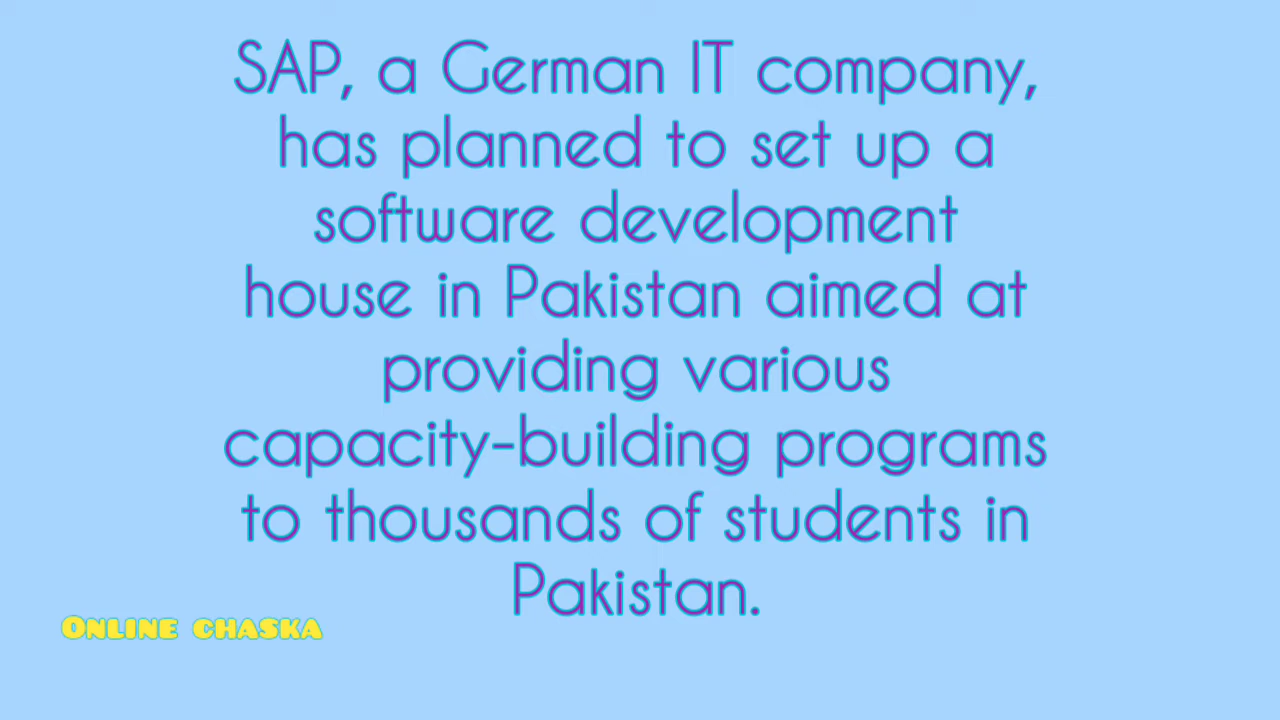 SAP, a German IT company,
has planned to set up a
software development
house in Pakistan aimed at
providing various
capacity-building programs
to thousands of students in
Pakistan.
Online chaska